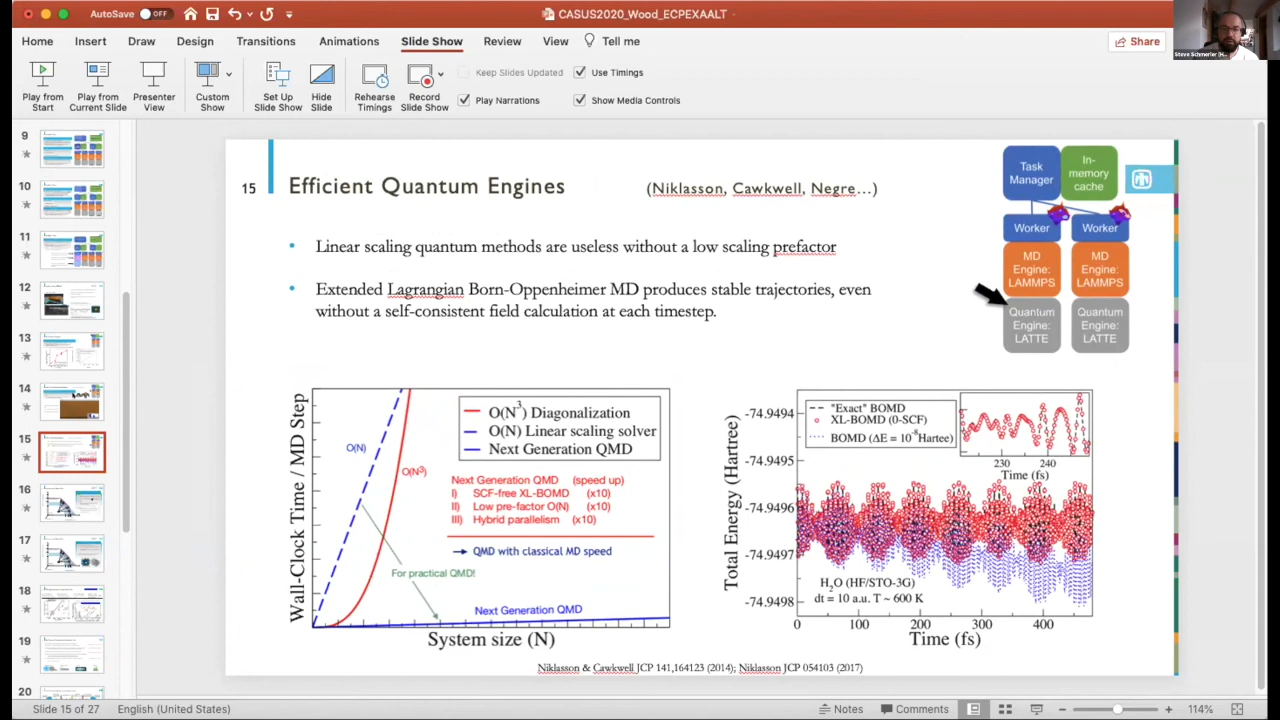 AutoSave OFF
CASUS2020_Wood_ECPEXAALT
Home Insert Draw Design Transitions Animations Slide Show Review View Tell me
Share
Play from Start
Play from Current Slide
Presenter View
Custom Show
Set Up Slide Show
Hide Slide
Rehearse Timings
Record Slide Show
Keep Slides Updated
Use Timings
Play Narrations
Show Media Controls
Steve Schmerler
9
10
11
12
13
14
15
16
17
18
19
20
15 Efficient Quantum Engines (Niklasson, Cawkwell, Negre…)
• Linear scaling quantum methods are useless without a low scaling prefactor
• Extended Lagrangian Born-Oppenheimer MD produces stable trajectories, even
without a self-consistent field calculation at each timestep.
Task Manager
In-memory cache
Worker Worker
MD Engine: LAMMPS
MD Engine: LAMMPS
Quantum Engine: LATTE
Quantum Engine: LATTE
Wall-Clock Time / MD Step
O(N)
O(N³)
O(N³) Diagonalization
O(N) Linear scaling solver
Next Generation QMD
Next Generation QMD (speed up)
I) SCF-free XL-BOMD (x10)
II) Low pre-factor O(N) (x10)
III) Hybrid parallelism (x10)
QMD with classical MD speed
For practical QMD!
Next Generation QMD
System size (N)
Total Energy (Hartree)
-74.9494
-74.9495
-74.9496
-74.9497
-74.9498
"Exact" BOMD
XL-BOMD (0-SCF)
230 240
Time (fs)
H₂O (HF/STO-3G)
dt = 10 a.u. T ~ 600 K
0 100 200 300 400
Time (fs)
Niklasson & Cawkwell JCP 141,164123 (2014); Niklasson JCP 054103 (2017)
Slide 15 of 27 English (United States) Notes Comments 114%